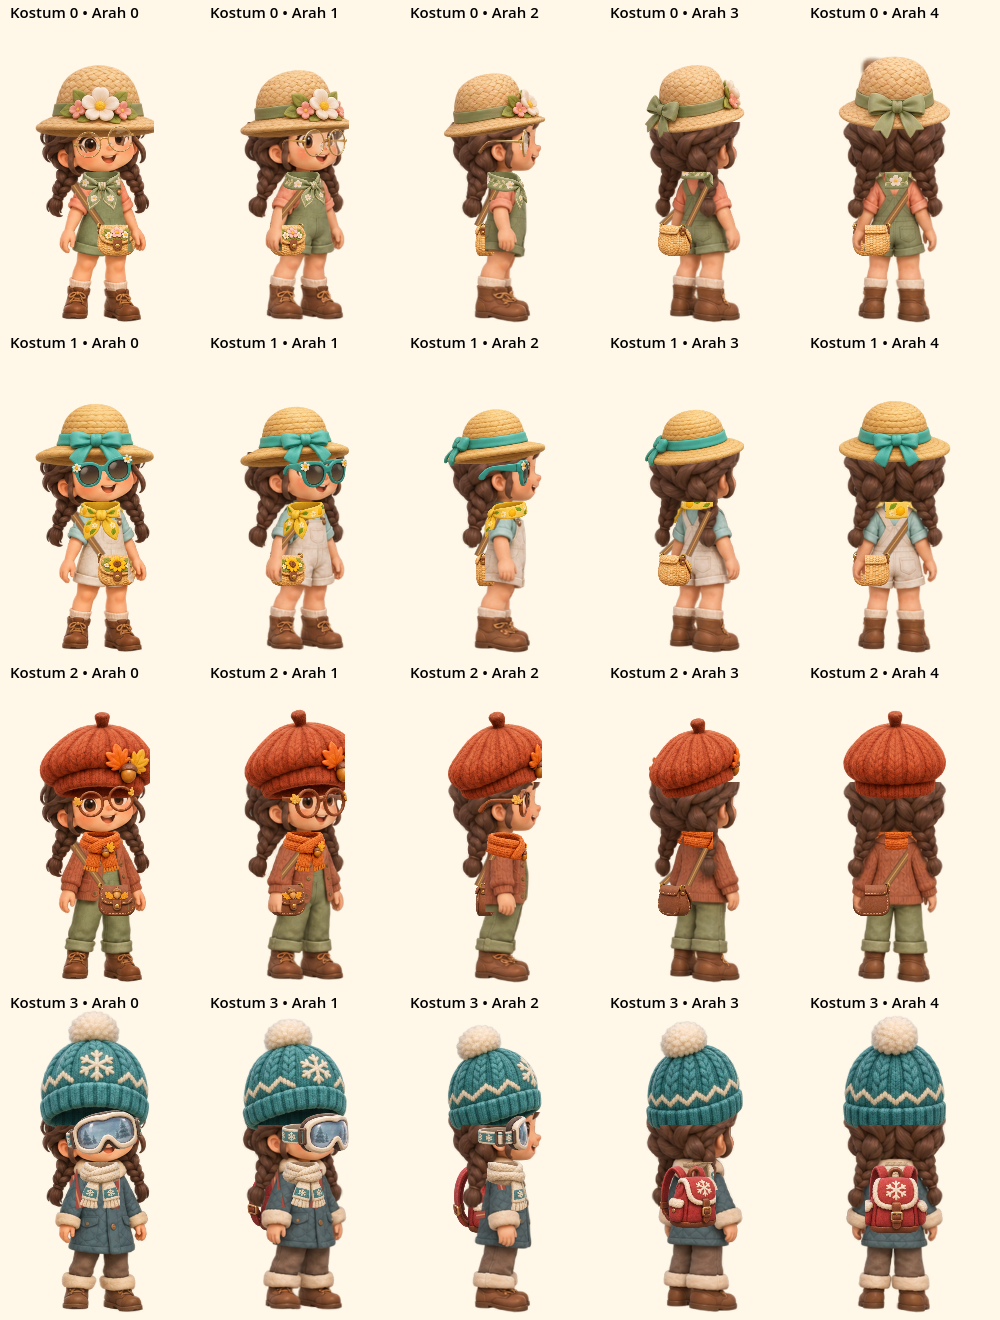 Kostum 0 • Arah 0
Kostum 0 • Arah 1
Kostum 0 • Arah 2
Kostum 0 • Arah 3
Kostum 0 • Arah 4
Kostum 1 • Arah 0
Kostum 1 • Arah 1
Kostum 1 • Arah 2
Kostum 1 • Arah 3
Kostum 1 • Arah 4
Kostum 2 • Arah 0
Kostum 2 • Arah 1
Kostum 2 • Arah 2
Kostum 2 • Arah 3
Kostum 2 • Arah 4
Kostum 3 • Arah 0
Kostum 3 • Arah 1
Kostum 3 • Arah 2
Kostum 3 • Arah 3
Kostum 3 • Arah 4